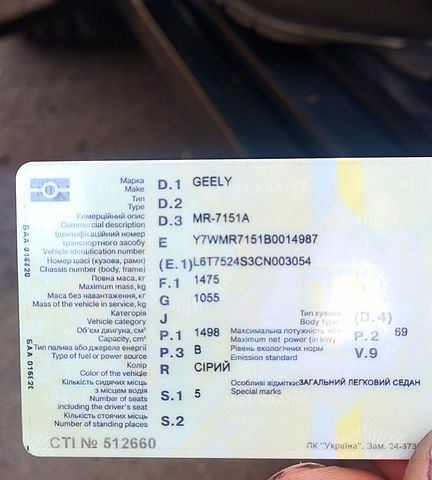 Марка D.1 GEELY
Make
Тип D.2
Type
Комерційний опис D.3 MR-7151A
Commercial description
Ідентифікаційний номер
транспортного засобу E Y7WMR7151B0014987
Vehicle identification number
Номер шасі (кузова, рами) (E.1) L6T7524S3CN003054
Chassis number (body, frame)
Повна маса, кг F.1 1475
Maximum mass, kg
Маса без навантаження, кг G 1055
Mass of the vehicle in service, kg
Категорія J Тип кузова (D.4)
Vehicle category Body type
Об'єм двигуна, см³ P.1 1498 Максимальна потужність кВт P.2 69
Capacity, cm³ Maximum net power (in kW)
Тип палива або джерела енергії P.3 B Рівень екологічних норм V.9
Type of fuel or power source Emission standard
Колір R СІРИЙ
Color of the vehicle
Кількість сидячих місць Особливі відмітки ЗАГАЛЬНИЙ ЛЕГКОВИЙ СЕДАН
з місцем водія S.1 5 Special marks
Number of seats
including the driver's seat
Кількість стоячих місць S.2
Number of standing places
СТІ № 512660
ПК "Україна". Зам. 24-373